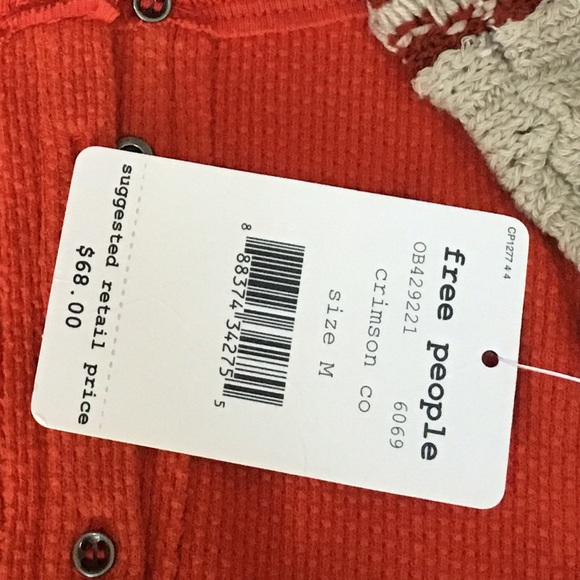 CP1277 4 4
free people
OB429221 6069
crimson co
size M
8 88374 34275 5
suggested retail price
$68.00